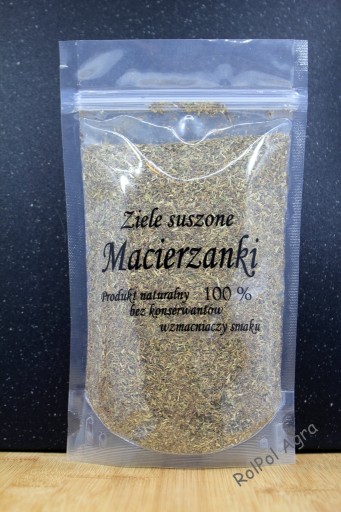 Ziele suszone
Macierzanki
Produkt naturalny 100 %
bez konserwantów
wzmacniaczy smaku
RolPol Agra